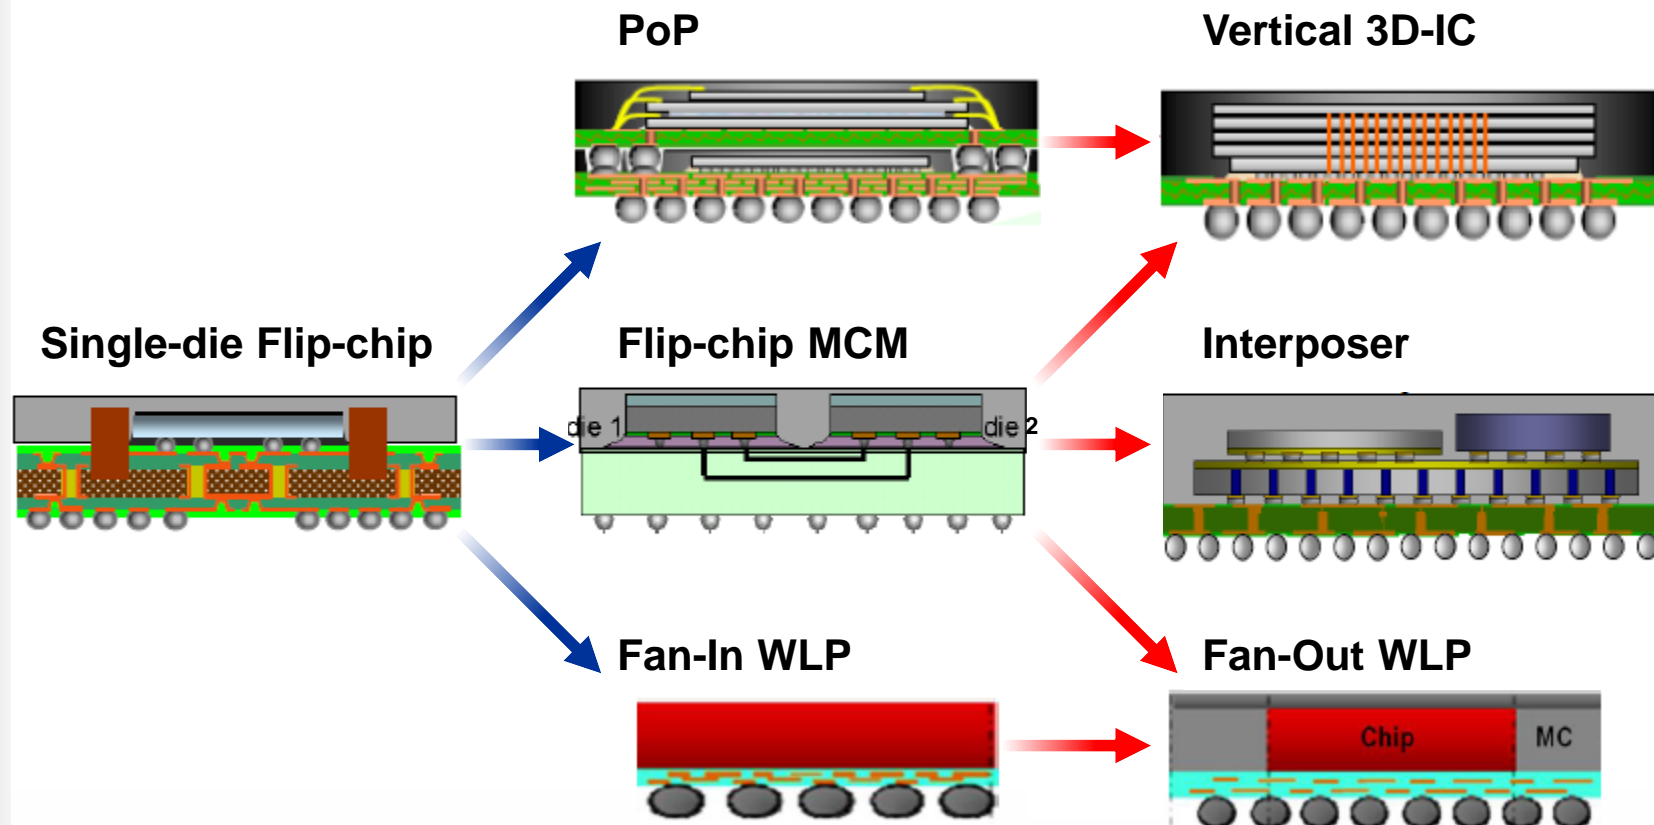 PoP
Vertical 3D-IC
Single-die Flip-chip
Flip-chip MCM
Interposer
die 1
die 2
Fan-In WLP
Fan-Out WLP
Chip
MC